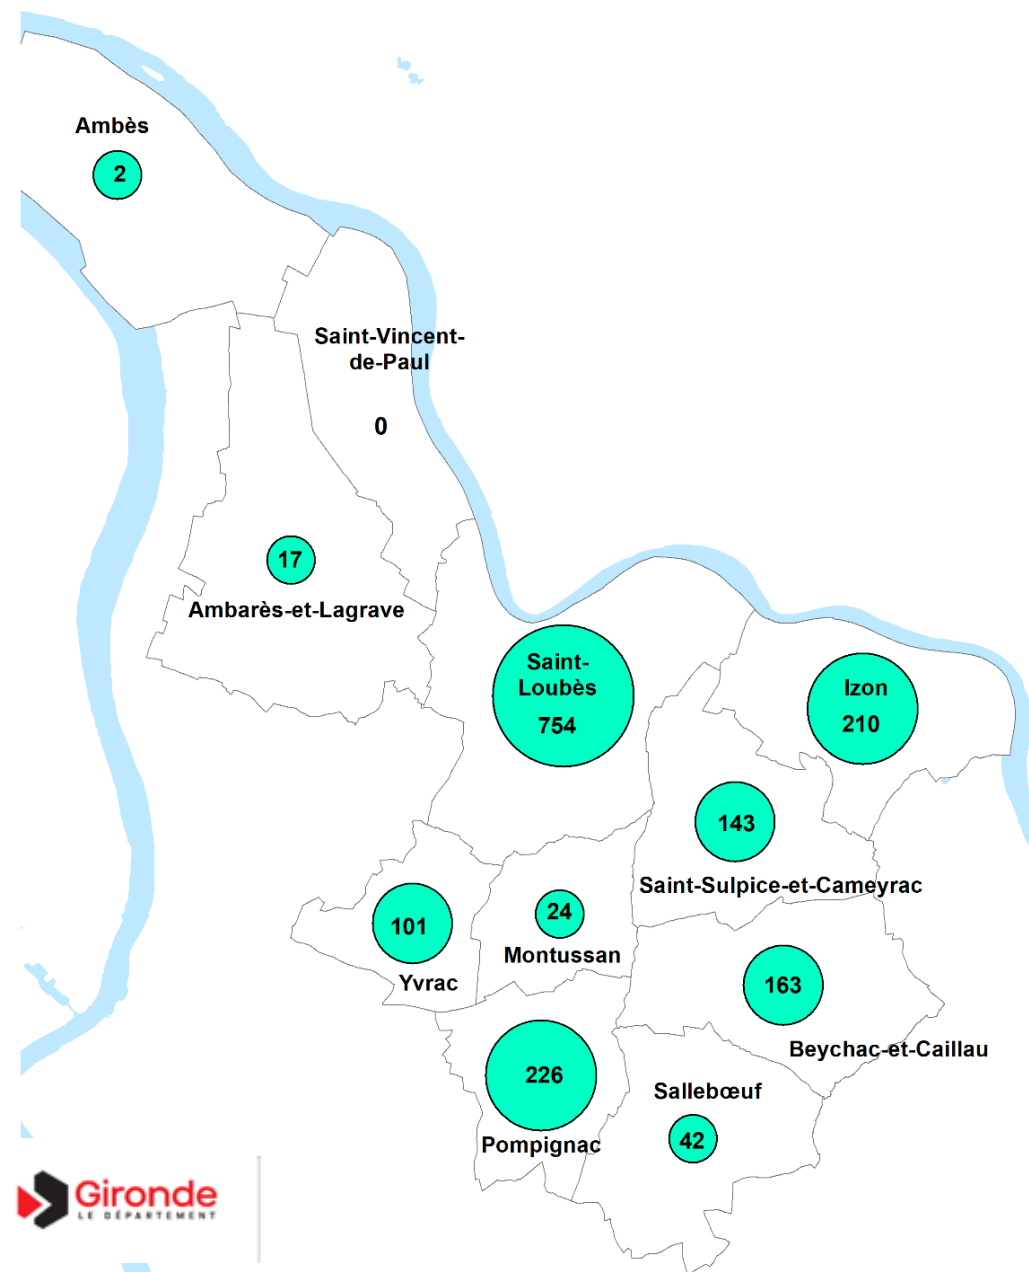 Ambès
2
Saint-Vincent-
de-Paul
0
17
Ambarès-et-Lagrave
Saint-
Loubès
754
Izon
210
143
Saint-Sulpice-et-Cameyrac
101
Yvrac
24
Montussan
163
Beychac-et-Caillau
226
Pompignac
Sallebœuf
42
Gironde
LE DÉPARTEMENT